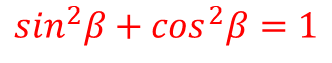 sin²β + cos²β = 1